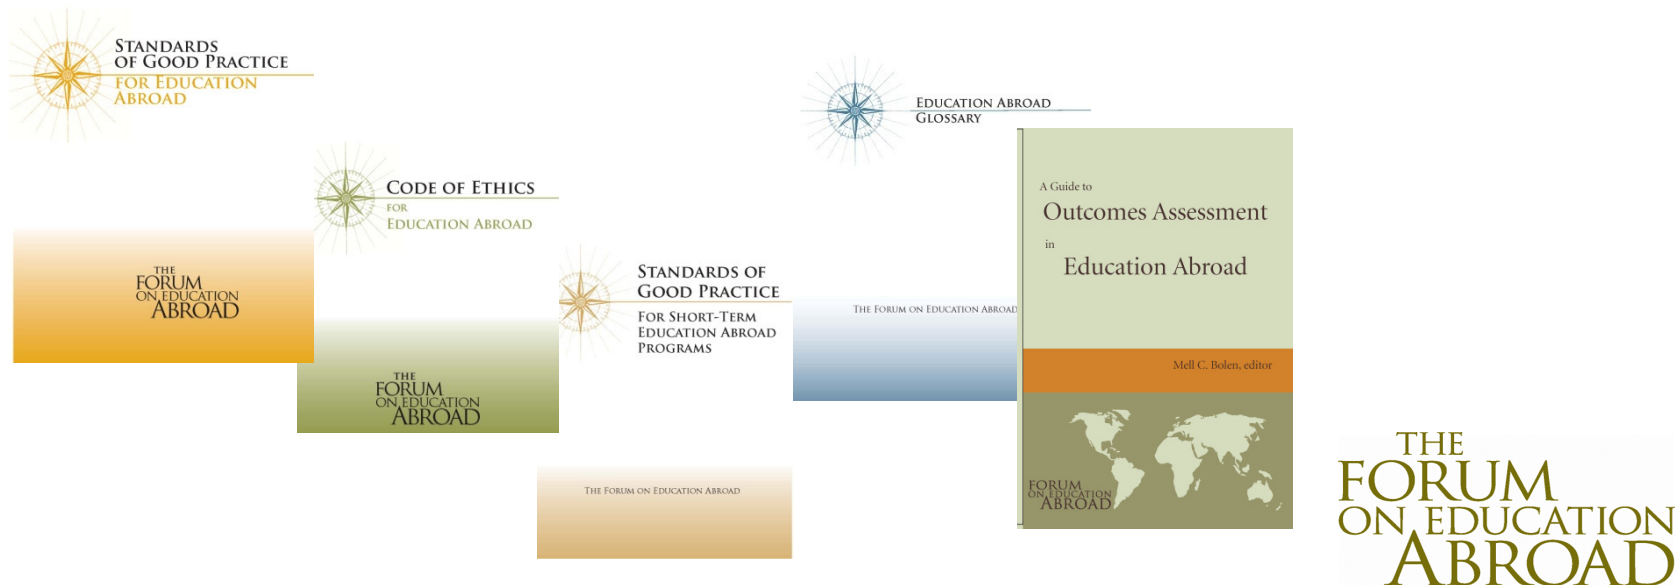 STANDARDS
OF GOOD PRACTICE
FOR EDUCATION
ABROAD
THE
FORUM
ON EDUCATION
ABROAD
CODE OF ETHICS
FOR
EDUCATION ABROAD
THE
FORUM
ON EDUCATION
ABROAD
STANDARDS OF
GOOD PRACTICE
FOR SHORT-TERM
EDUCATION ABROAD
PROGRAMS
THE FORUM ON EDUCATION ABROAD
EDUCATION ABROAD
GLOSSARY
THE FORUM ON EDUCATION ABROAD
A Guide to
Outcomes Assessment
in
Education Abroad
Mell C. Bolen, editor
FORUM
ON EDUCATION
ABROAD
THE
FORUM
ON EDUCATION
ABROAD